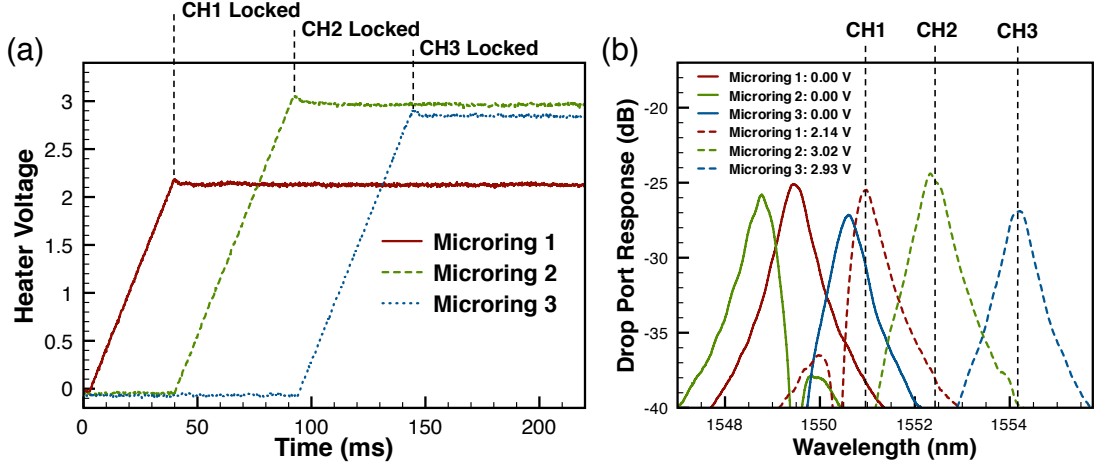 CH1 Locked
CH2 Locked
CH3 Locked
(a)
Heater Voltage
3
2.5
2
1.5
1
0.5
0
Microring 1
Microring 2
Microring 3
0
50
100
150
200
Time (ms)
(b)
CH1
CH2
CH3
Drop Port Response (dB)
-20
-25
-30
-35
-40
Microring 1: 0.00 V
Microring 2: 0.00 V
Microring 3: 0.00 V
Microring 1: 2.14 V
Microring 2: 3.02 V
Microring 3: 2.93 V
1548
1550
1552
1554
Wavelength (nm)